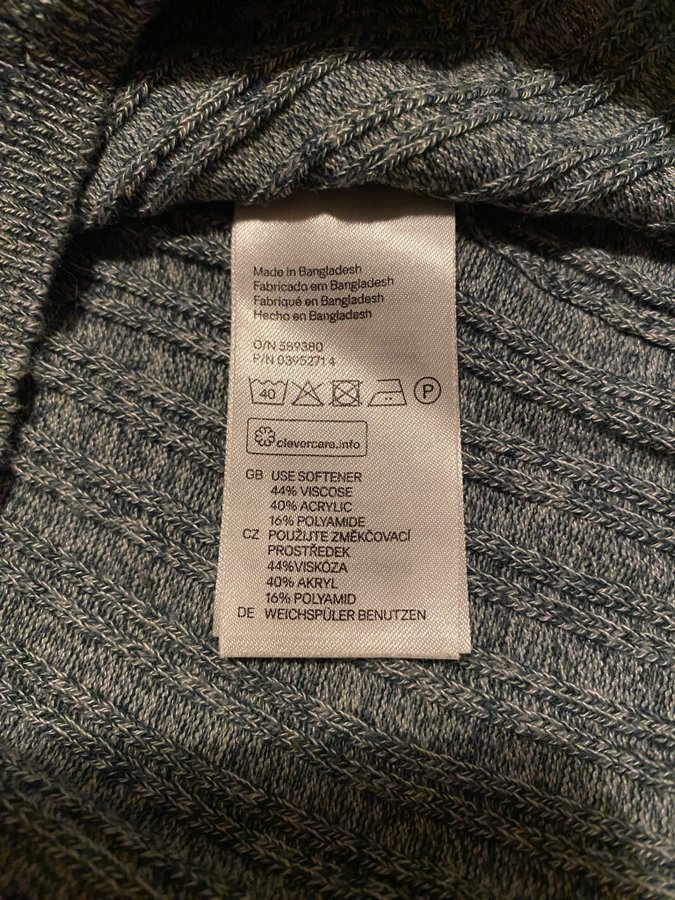 Made in Bangladesh
Fabricado em Bangladesh
Fabriqué en Bangladesh
Hecho en Bangladesh
O/N 589380
P/N 0395271 4
40 P
clevercare.info
GB USE SOFTENER
44% VISCOSE
40% ACRYLIC
16% POLYAMIDE
CZ POUŽIJTE ZMĚKČOVACÍ
PROSTŘEDEK
44%VISKÓZA
40% AKRYL
16% POLYAMID
DE WEICHSPÜLER BENUTZEN